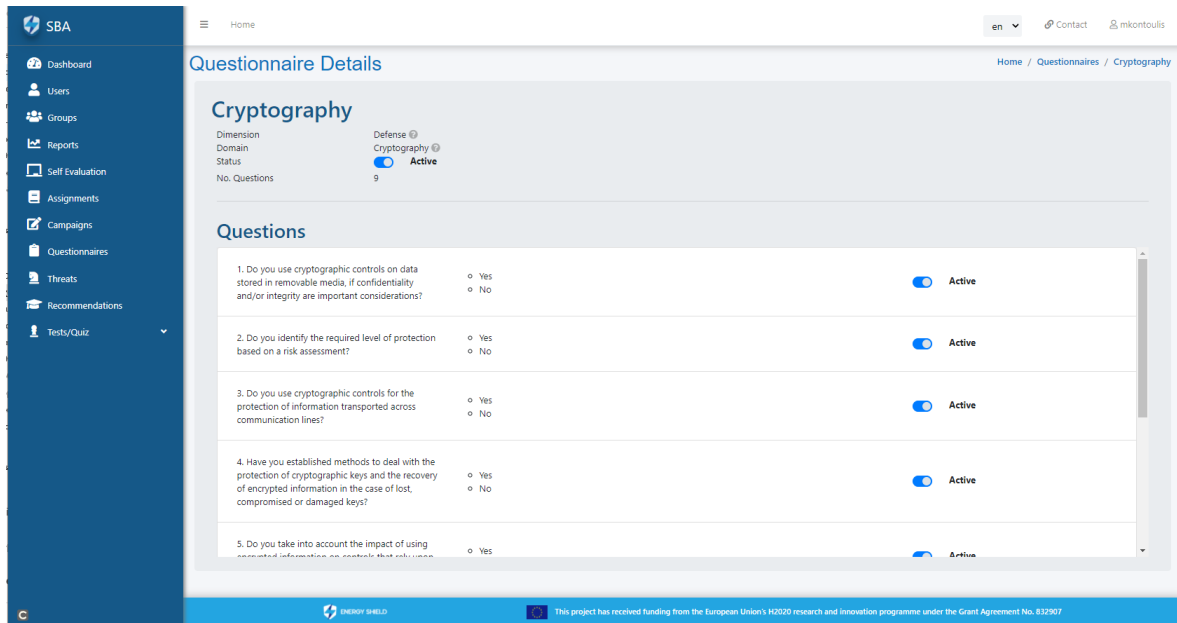 SBA
Home
en
Contact
mkontoulis
Dashboard
Users
Groups
Reports
Self Evaluation
Assignments
Campaigns
Questionnaires
Threats
Recommendations
Tests/Quiz
Questionnaire Details
Home / Questionnaires / Cryptography
Cryptography
Dimension Defense
Domain Cryptography
Status Active
No. Questions 9
Questions
1. Do you use cryptographic controls on data
stored in removable media, if confidentiality
and/or integrity are important considerations?
Yes
No
Active
2. Do you identify the required level of protection
based on a risk assessment?
Yes
No
Active
3. Do you use cryptographic controls for the
protection of information transported across
communication lines?
Yes
No
Active
4. Have you established methods to deal with the
protection of cryptographic keys and the recovery
of encrypted information in the case of lost,
compromised or damaged keys?
Yes
No
Active
5. Do you take into account the impact of using
encrypted information on controls that rely upon
Yes
Active
ENERGY SHIELD
This project has received funding from the European Union's H2020 research and innovation programme under the Grant Agreement No. 832907
C